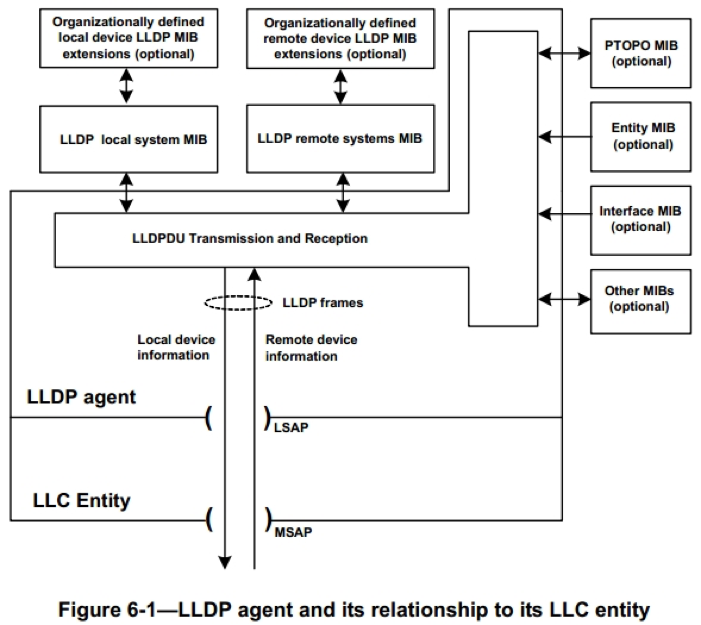 Organizationally defined
local device LLDP MIB
extensions (optional)
Organizationally defined
remote device LLDP MIB
extensions (optional)
PTOPO MIB
(optional)
LLDP local system MIB
LLDP remote systems MIB
Entity MIB
(optional)
Interface MIB
(optional)
LLDPDU Transmission and Reception
Other MIBs
(optional)
LLDP frames
Local device
information
Remote device
information
LLDP agent
( )
LSAP
LLC Entity
( )
MSAP
Figure 6-1—LLDP agent and its relationship to its LLC entity